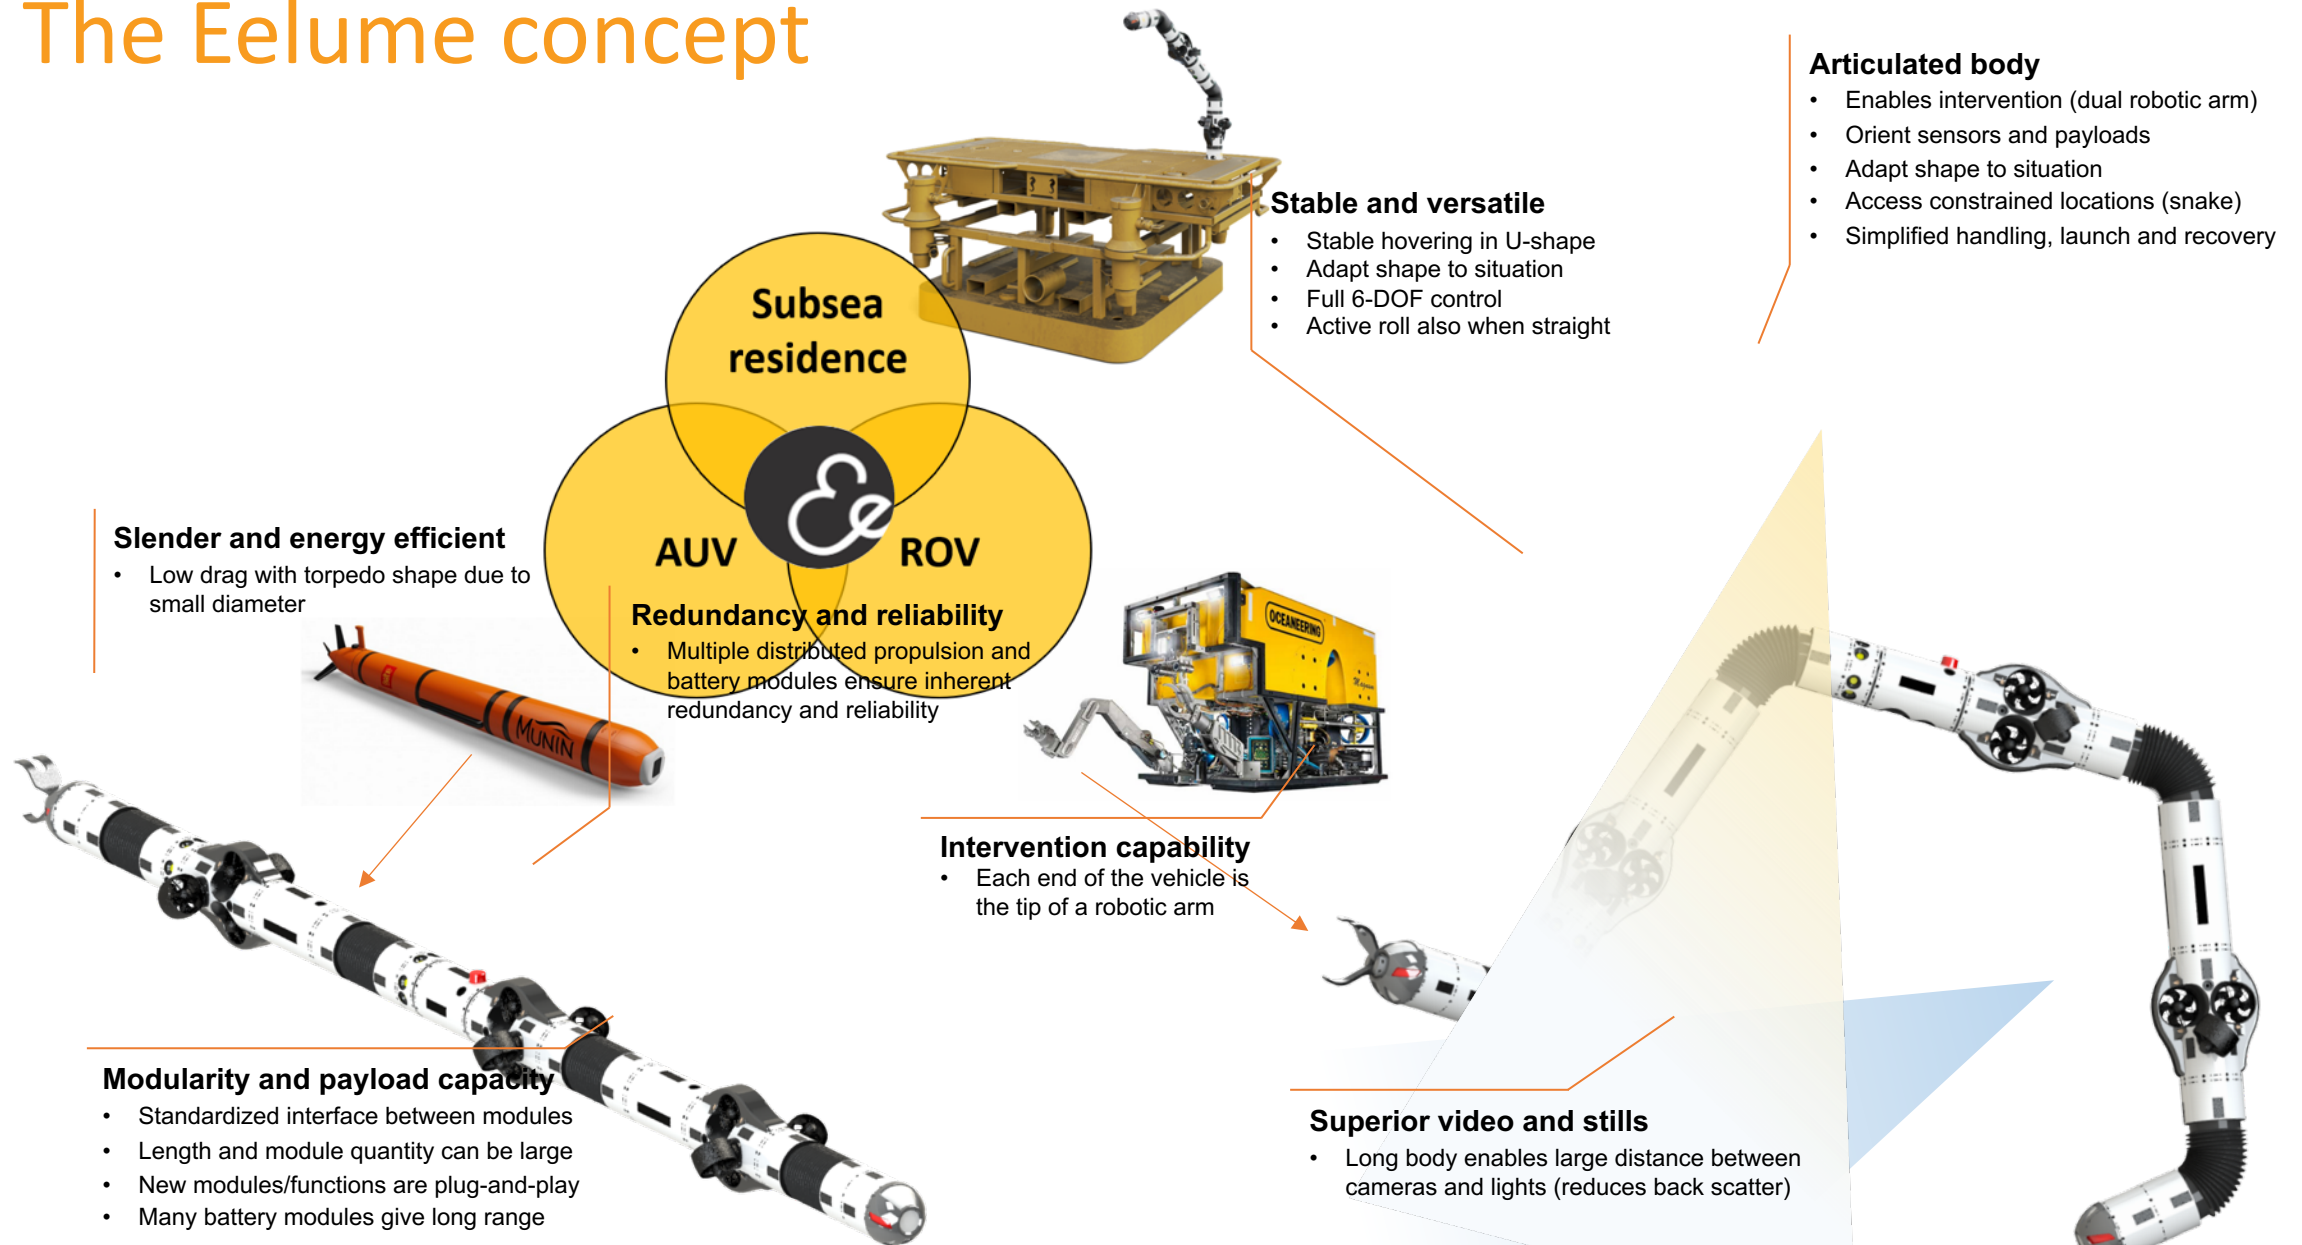 The Eelume concept
Articulated body
• Enables intervention (dual robotic arm)
• Orient sensors and payloads
• Adapt shape to situation
• Access constrained locations (snake)
• Simplified handling, launch and recovery
Stable and versatile
• Stable hovering in U-shape
• Adapt shape to situation
• Full 6-DOF control
• Active roll also when straight
Subsea
residence
AUV
ROV
Ee
Slender and energy efficient
• Low drag with torpedo shape due to
small diameter
MUNIN
Redundancy and reliability
• Multiple distributed propulsion and
battery modules ensure inherent
redundancy and reliability
OCEANEERING
Intervention capability
• Each end of the vehicle is
the tip of a robotic arm
Modularity and payload capacity
• Standardized interface between modules
• Length and module quantity can be large
• New modules/functions are plug-and-play
• Many battery modules give long range
Superior video and stills
• Long body enables large distance between
cameras and lights (reduces back scatter)